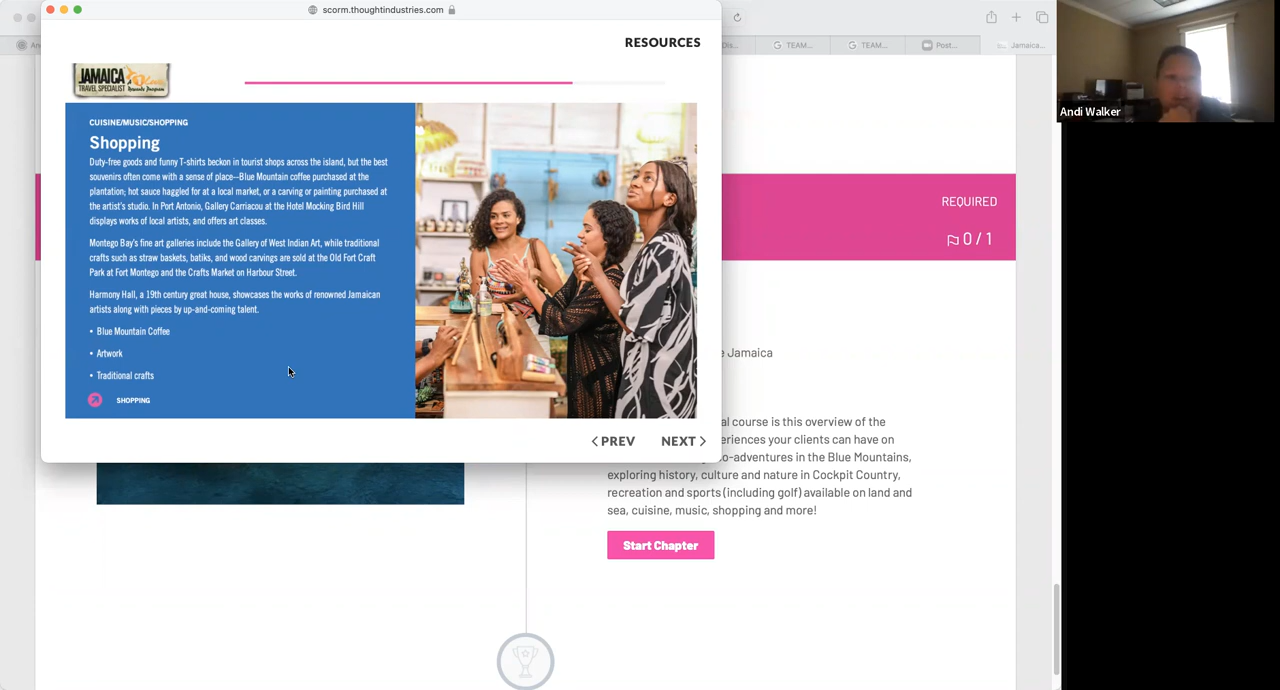 scorm.thoughtindustries.com
TEAM...
TEAM...
Post...
Jamaica...
RESOURCES
JAMAICA
TRAVEL SPECIALIST
Rewards Program
CUISINE/MUSIC/SHOPPING
Shopping
Duty-free goods and funny T-shirts beckon in tourist shops across the island, but the best
souvenirs often come with a sense of place—Blue Mountain coffee purchased at the
plantation; hot sauce haggled for at a local market, or a carving or painting purchased at
the artist's studio. In Port Antonio, Gallery Carriacou at the Hotel Mocking Bird Hill
displays works of local artists, and offers art classes.
Montego Bay's fine art galleries include the Gallery of West Indian Art, while traditional
crafts such as straw baskets, batiks, and wood carvings are sold at the Old Fort Craft
Park at Fort Montego and the Crafts Market on Harbour Street.
Harmony Hall, a 19th century great house, showcases the works of renowned Jamaican
artists along with pieces by up-and-coming talent.
• Blue Mountain Coffee
• Artwork
• Traditional crafts
SHOPPING
PREV
NEXT
REQUIRED
0 / 1
e Jamaica
al course is this overview of the
eriences your clients can have on
o-adventures in the Blue Mountains,
exploring history, culture and nature in Cockpit Country,
recreation and sports (including golf) available on land and
sea, cuisine, music, shopping and more!
Start Chapter
Andi Walker